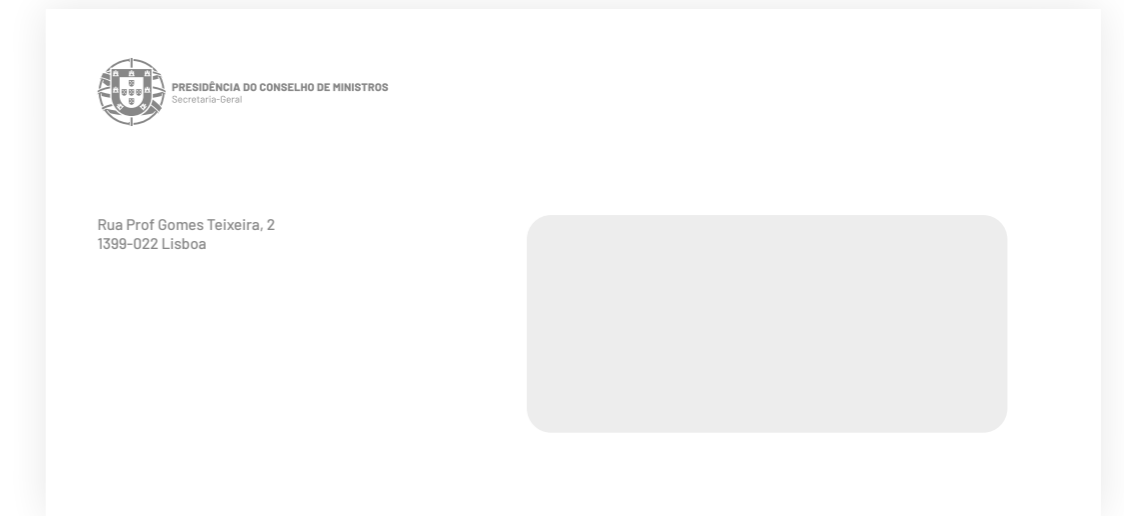 PRESIDÊNCIA DO CONSELHO DE MINISTROS
Secretaria-Geral
Rua Prof Gomes Teixeira, 2
1399-022 Lisboa